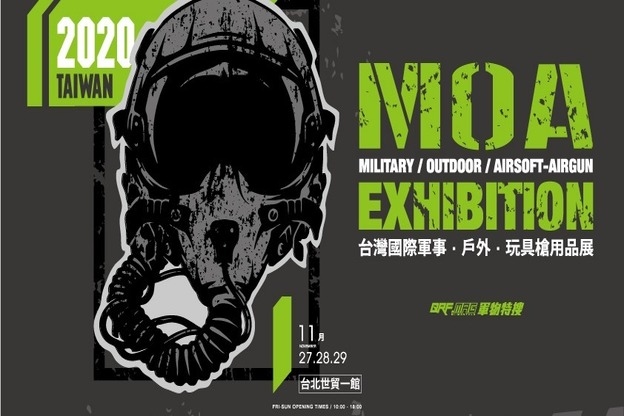 2020
TAIWAN
MOA
MILITARY / OUTDOOR / AIRSOFT-AIRGUN
EXHIBITION
台灣國際軍事・戶外・玩具槍用品展
軍物特搜
11月
NOVEMBER
27.28.29
台北世貿一館
FRI-SUN OPENING TIMES / 10:00 - 18:00